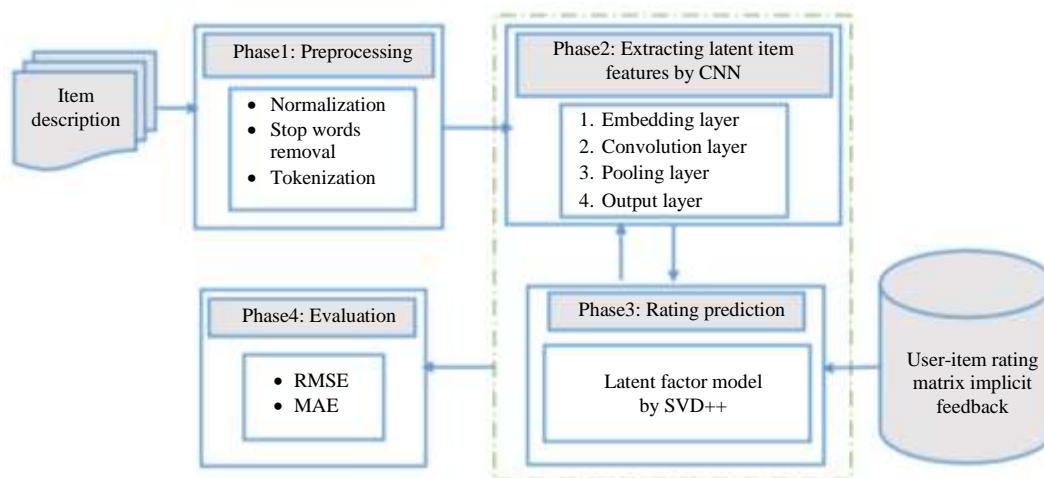 Item
description
Phase1: Preprocessing
• Normalization
• Stop words
removal
• Tokenization
Phase2: Extracting latent item
features by CNN
1. Embedding layer
2. Convolution layer
3. Pooling layer
4. Output layer
Phase4: Evaluation
• RMSE
• MAE
Phase3: Rating prediction
Latent factor model
by SVD++
User-item rating
matrix implicit
feedback